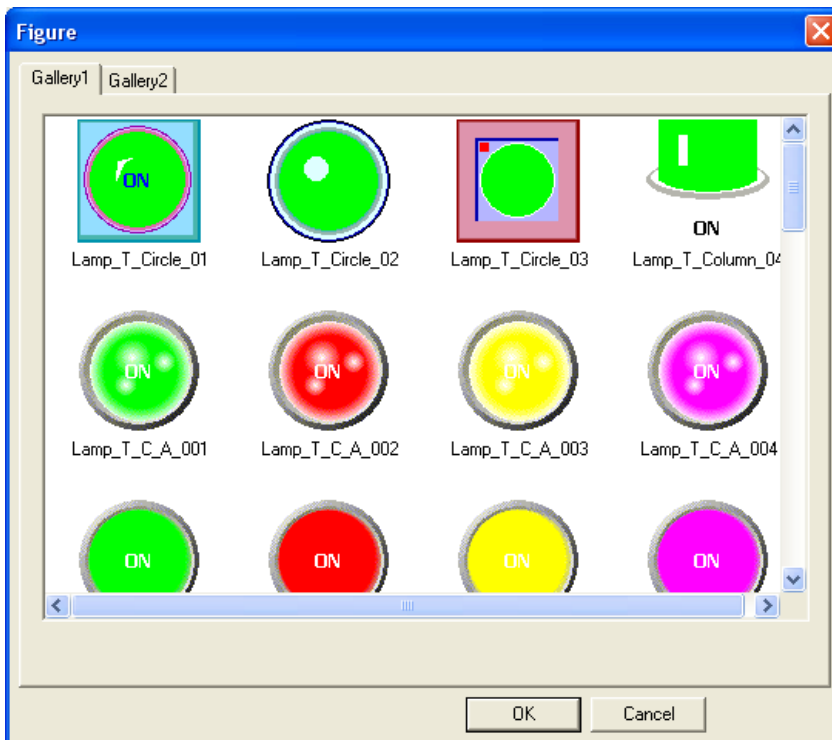 Figure
Gallery1 Gallery2
ON
ON
Lamp_T_Circle_01 Lamp_T_Circle_02 Lamp_T_Circle_03 Lamp_T_Column_04
ON ON ON ON
Lamp_T_C_A_001 Lamp_T_C_A_002 Lamp_T_C_A_003 Lamp_T_C_A_004
ON ON ON ON
OK Cancel